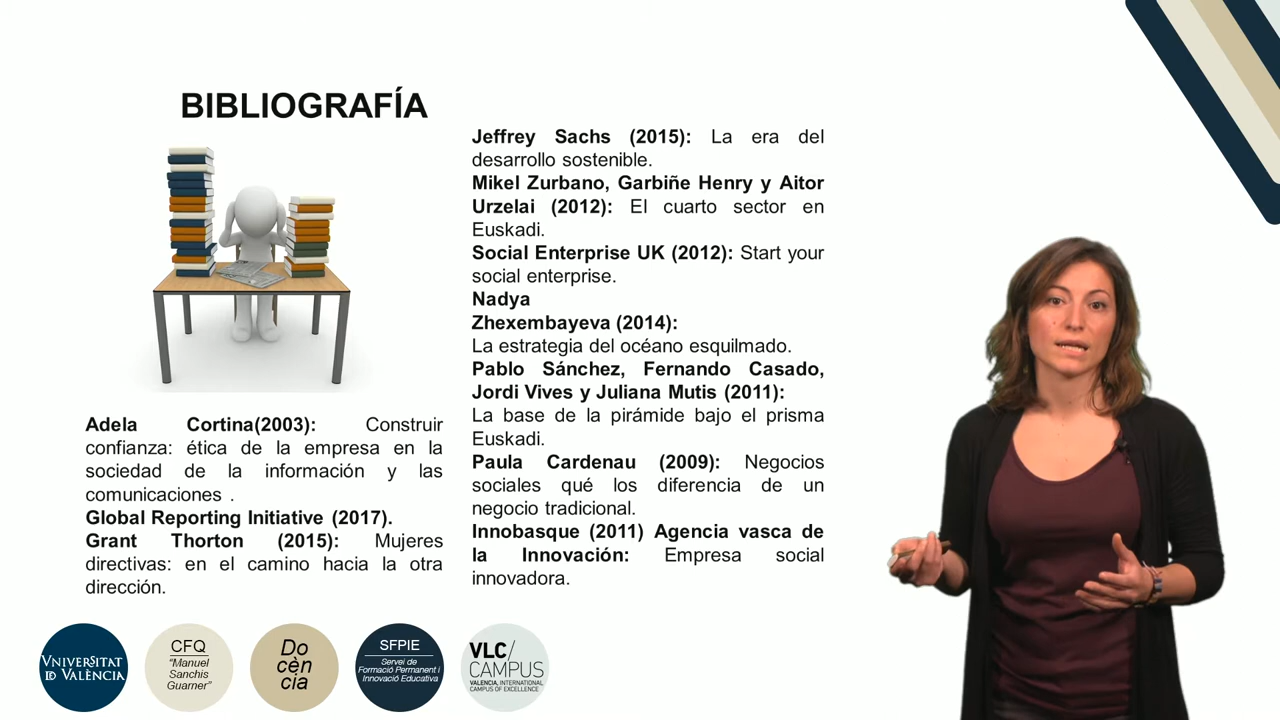 BIBLIOGRAFÍA
Adela Cortina(2003): Construir
confianza: ética de la empresa en la
sociedad de la información y las
comunicaciones .
Global Reporting Initiative (2017).
Grant Thorton (2015): Mujeres
directivas: en el camino hacia la otra
dirección.
Jeffrey Sachs (2015): La era del
desarrollo sostenible.
Mikel Zurbano, Garbiñe Henry y Aitor
Urzelai (2012): El cuarto sector en
Euskadi.
Social Enterprise UK (2012): Start your
social enterprise.
Nadya
Zhexembayeva (2014):
La estrategia del océano esquilmado.
Pablo Sánchez, Fernando Casado,
Jordi Vives y Juliana Mutis (2011):
La base de la pirámide bajo el prisma
Euskadi.
Paula Cardenau (2009): Negocios
sociales qué los diferencia de un
negocio tradicional.
Innobasque (2011) Agencia vasca de
la Innovación: Empresa social
innovadora.
VNIVERSITAT
ID VALÈNCIA
CFQ
"Manuel
Sanchis
Guarner"
Do
cèn
cia
SFPIE
Servei de
Formació Permanent i
Innovació Educativa
VLC/
CAMPUS
VALENCIA, INTERNATIONAL
CAMPUS OF EXCELLENCE